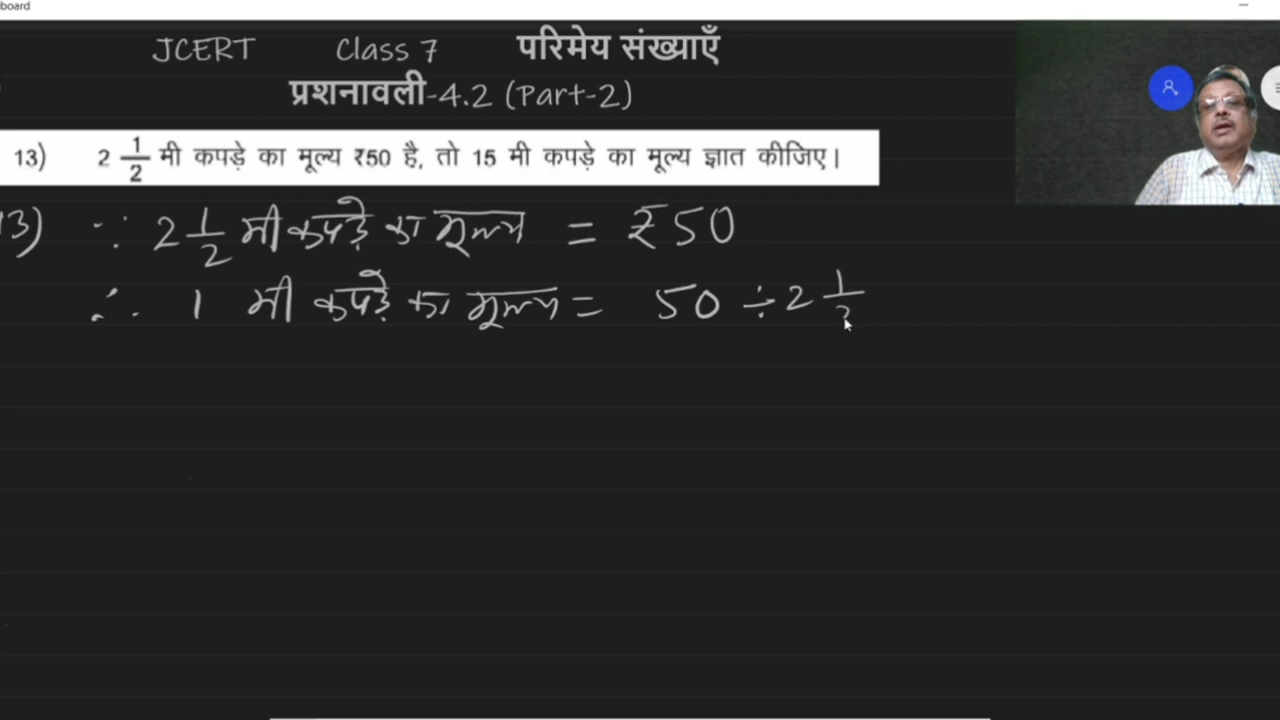 board
JCERT Class 7 परिमेय संख्याएँ
प्रशनावली-4.2 (Part-2)
13) 2 1/2 मी कपड़े का मूल्य ₹50 है, तो 15 मी कपड़े का मूल्य ज्ञात कीजिए।
13) ∵ 2 1/2 मी कपड़े का मूल्य = ₹50
∴ 1 मी कपड़े का मूल्य = 50 ÷ 2 1/2